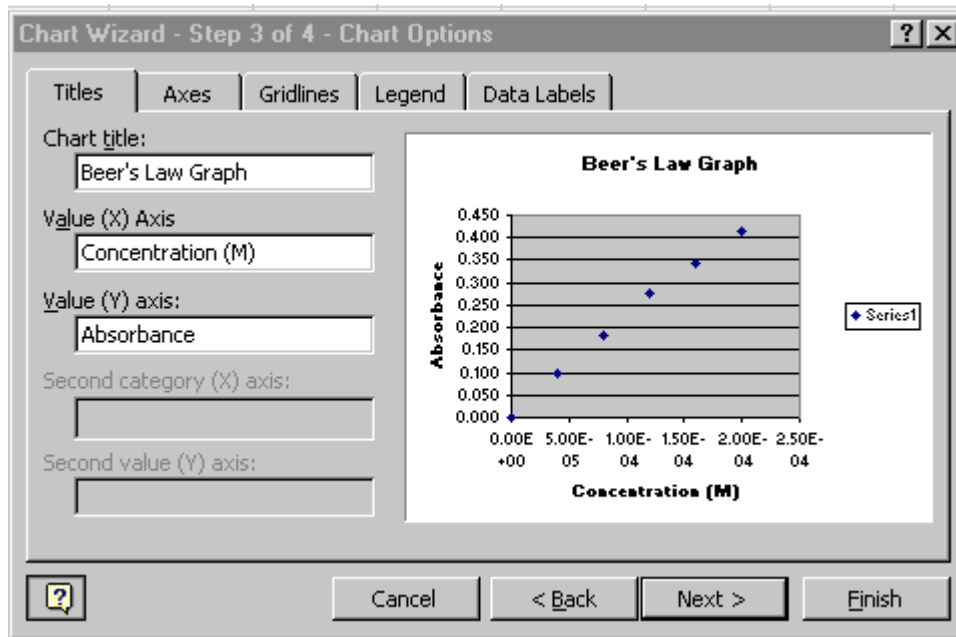 Chart Wizard - Step 3 of 4 - Chart Options
? X
Titles Axes Gridlines Legend Data Labels
Chart title:
Beer's Law Graph
Value (X) Axis
Concentration (M)
Value (Y) axis:
Absorbance
Second category (X) axis:
Second value (Y) axis:
Beer's Law Graph
Absorbance
0.450
0.400
0.350
0.300
0.250
0.200
0.150
0.100
0.050
0.000
0.00E 5.00E- 1.00E- 1.50E- 2.00E- 2.50E-
+00 05 04 04 04 04
Concentration (M)
Series1
?
Cancel < Back Next > Finish